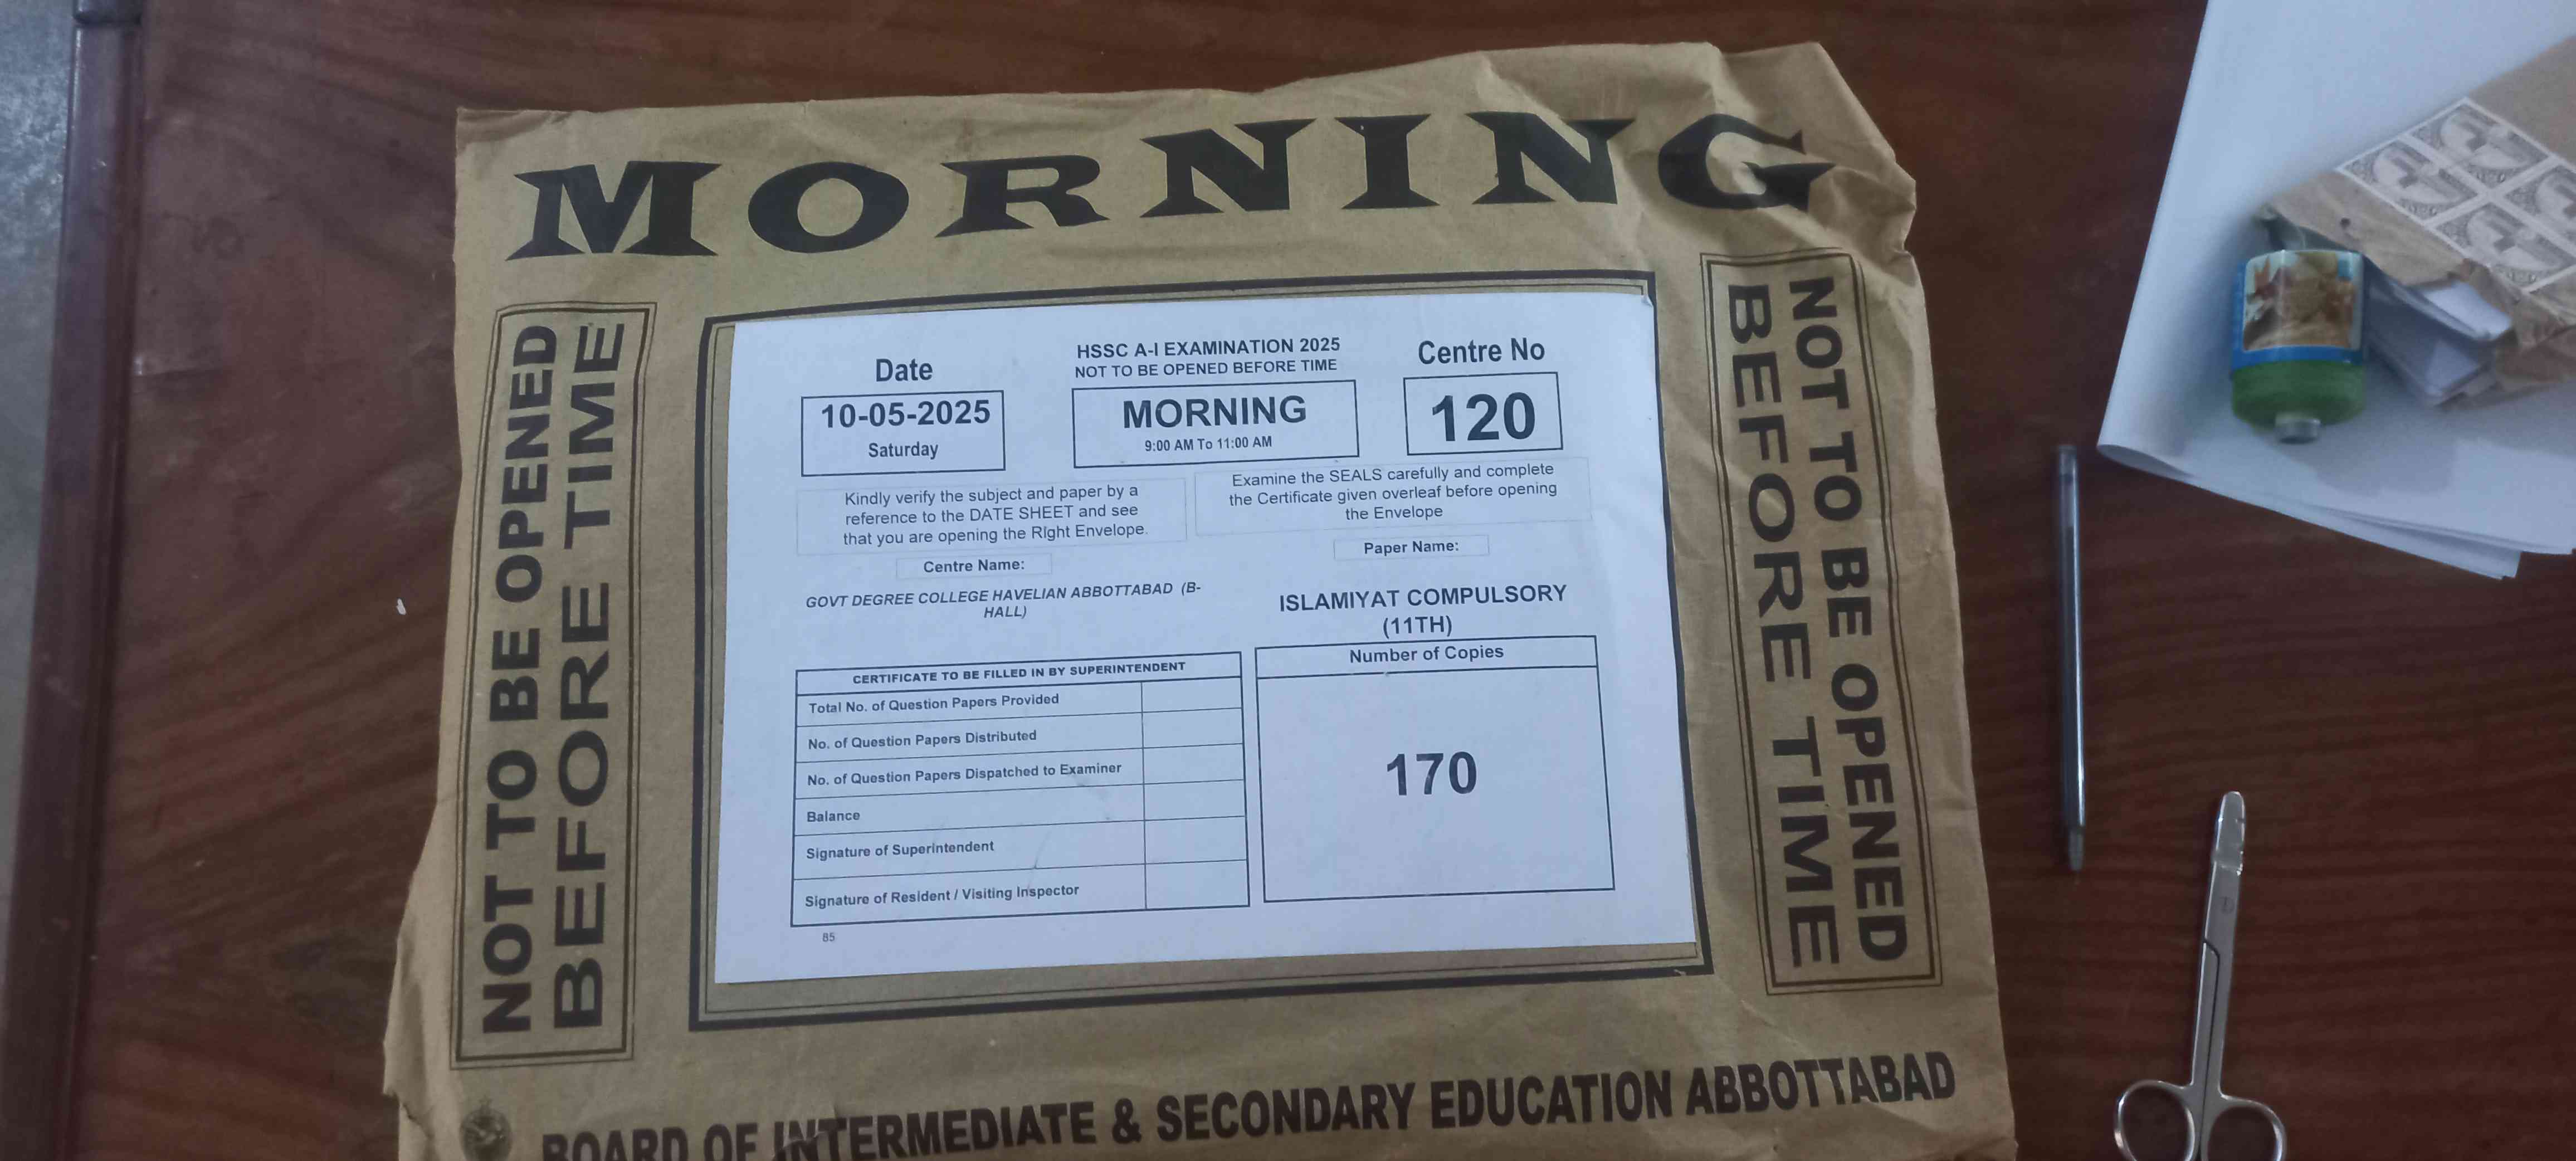 MORNING
NOT TO BE OPENED
BEFORE TIME
Date
10-05-2025
Saturday
HSSC A-I EXAMINATION 2025
NOT TO BE OPENED BEFORE TIME
MORNING
9:00 AM To 11:00 AM
Centre No
120
Kindly verify the subject and paper by a
reference to the DATE SHEET and see
that you are opening the Right Envelope.
Examine the SEALS carefully and complete
the Certificate given overleaf before opening
the Envelope
Centre Name:
GOVT DEGREE COLLEGE HAVELIAN ABBOTTABAD (B-
HALL)
Paper Name:
ISLAMIYAT COMPULSORY
(11TH)
CERTIFICATE TO BE FILLED IN BY SUPERINTENDENT
Total No. of Question Papers Provided
No. of Question Papers Distributed
No. of Question Papers Dispatched to Examiner
Balance
Signature of Superintendent
Signature of Resident / Visiting Inspector
Number of Copies
170
85
NOT TO BE OPENED
BEFORE TIME
BOARD OF INTERMEDIATE & SECONDARY EDUCATION ABBOTTABAD